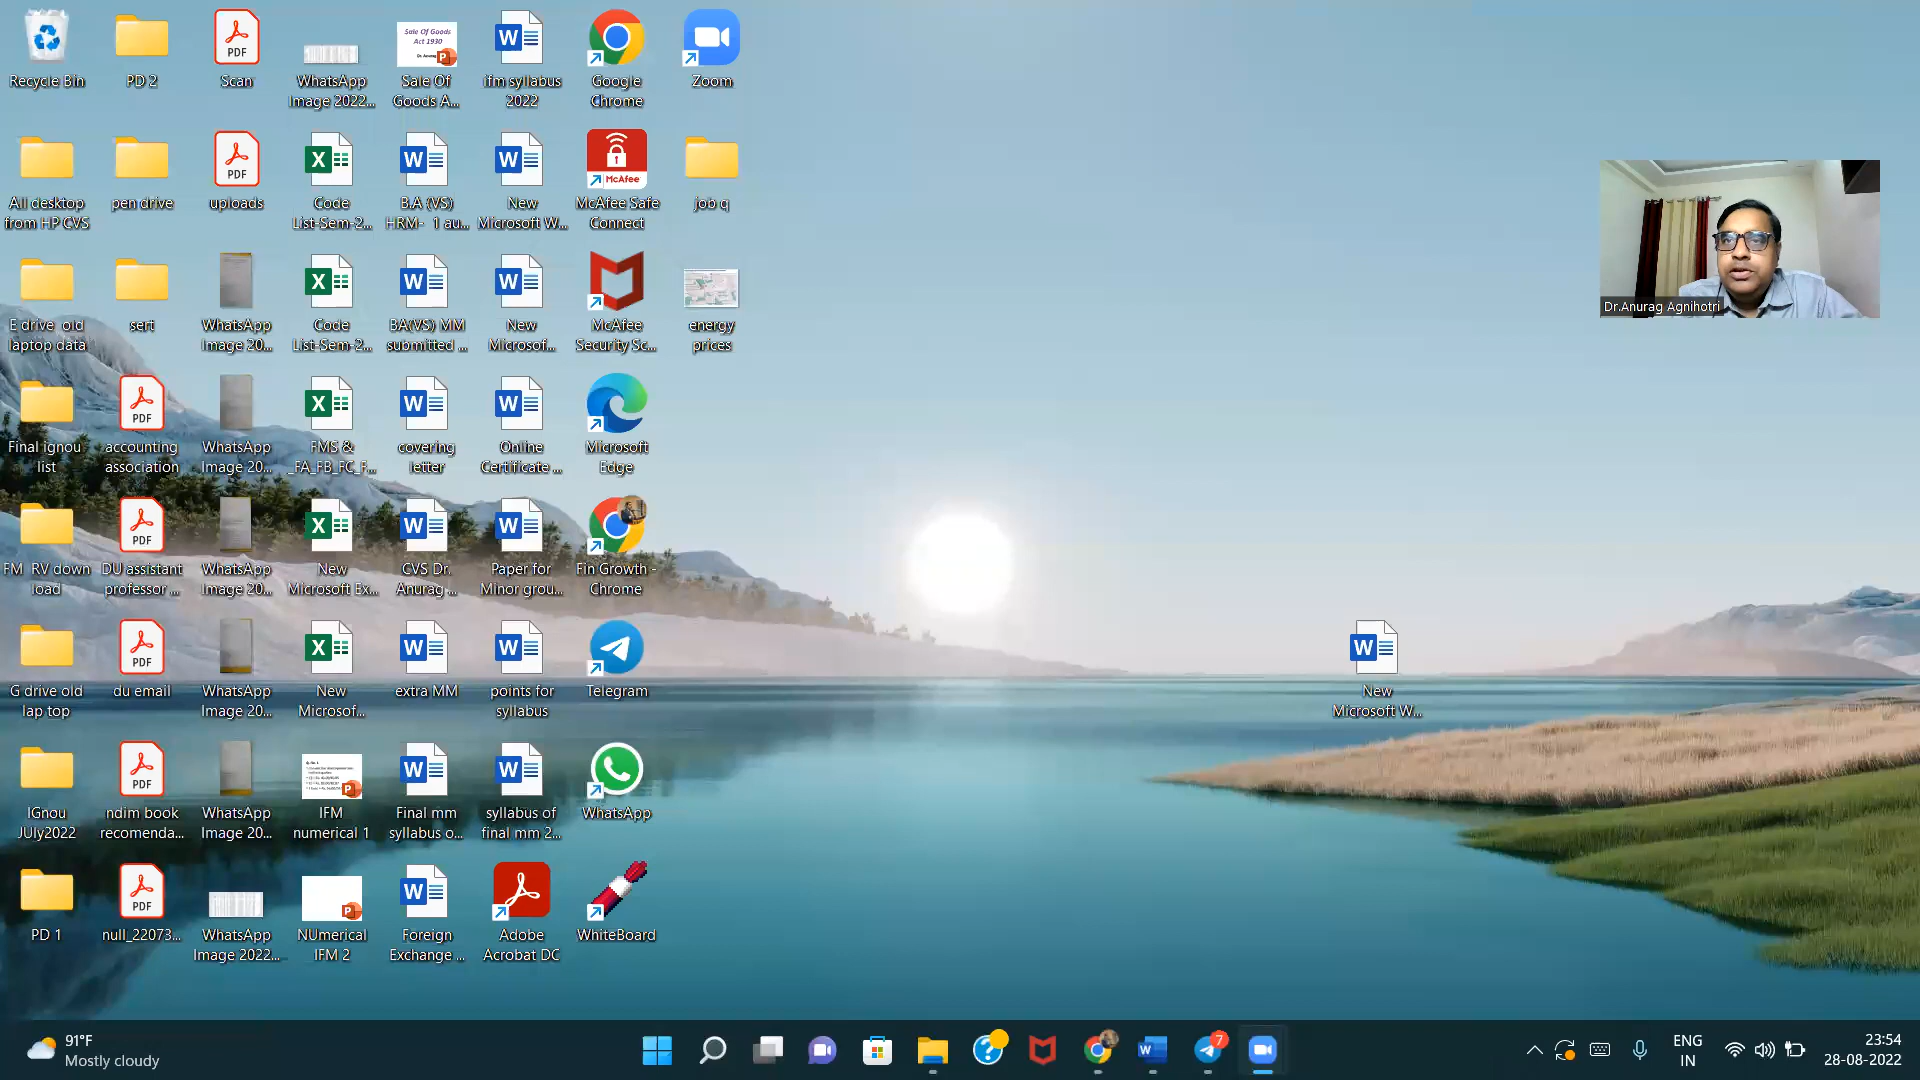 Recycle Bin
PD 2
Scan
WhatsApp
Image 2022...
Sale Of Goods
Act 1930
Sale Of
Goods A...
ifm syllabus
2022
Google
Chrome
Zoom
All desktop
from HP CVS
pen drive
uploads
Code
List-Sem-2...
B.A (VS)
HRM- 1 au...
New
Microsoft W...
McAfee
McAfee Safe
Connect
job q
E drive old
laptop data
sert
WhatsApp
Image 20...
Code
List-Sem-2...
BA(VS) MM
submitted ...
New
Microsof...
McAfee
Security Sc...
energy
prices
Dr.Anurag Agnihotri
Final ignou
list
accounting
association
WhatsApp
Image 20...
FMS &
_FA_FB_FC_F...
covering
letter
Online
Certificate ...
Microsoft
Edge
FM RV down
load
DU assistant
professor ...
WhatsApp
Image 20...
New
Microsoft Ex...
CVS Dr.
Anurag ...
Paper for
Minor grou...
Fin Growth -
Chrome
G drive old
lap top
du email
WhatsApp
Image 20...
New
Microsof...
extra MM
points for
syllabus
Telegram
New
Microsoft W...
IGnou
JUly2022
ndim book
recomenda...
WhatsApp
Image 20...
IFM
numerical 1
Final mm
syllabus o...
syllabus of
final mm 2...
WhatsApp
PD 1
null_22073...
WhatsApp
Image 2022...
NUmerical
IFM 2
Foreign
Exchange ...
Adobe
Acrobat DC
WhiteBoard
91°F
Mostly cloudy
7
ENG
IN
23:54
28-08-2022